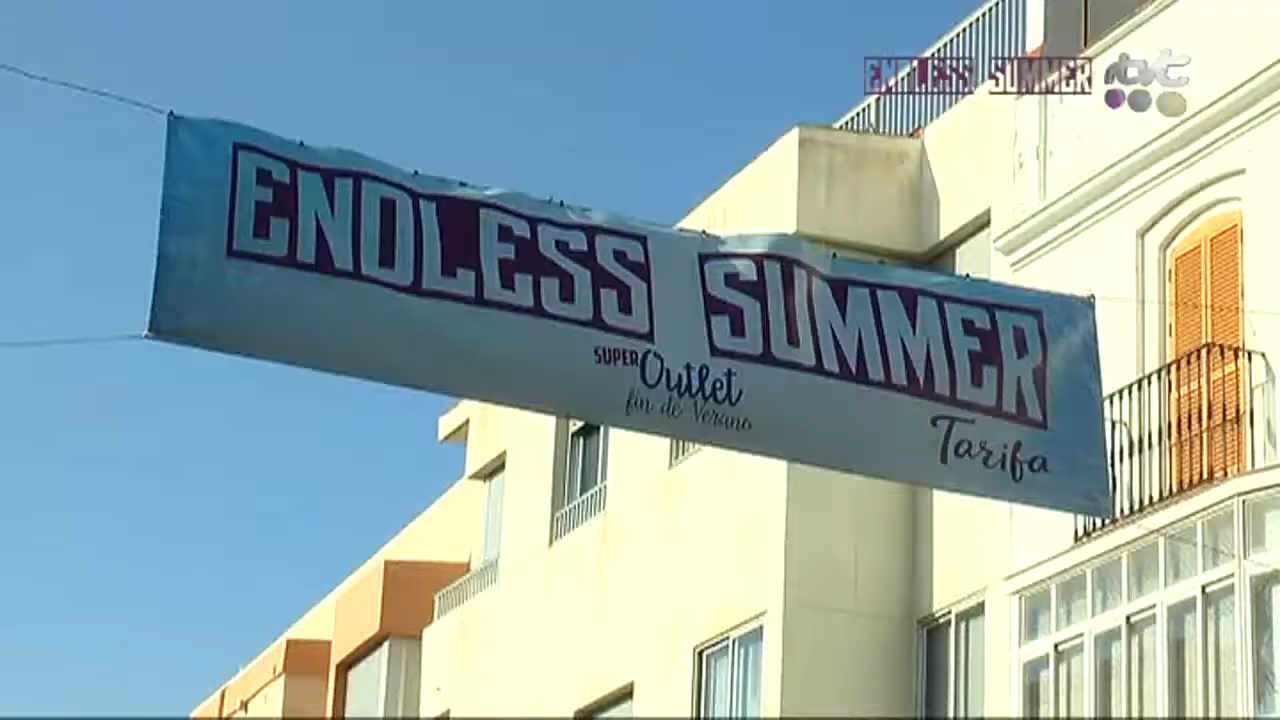 ENDLESS SUMMER rtvt
ENDLESS SUMMER
SUPER Outlet
fin de Verano
Tarifa